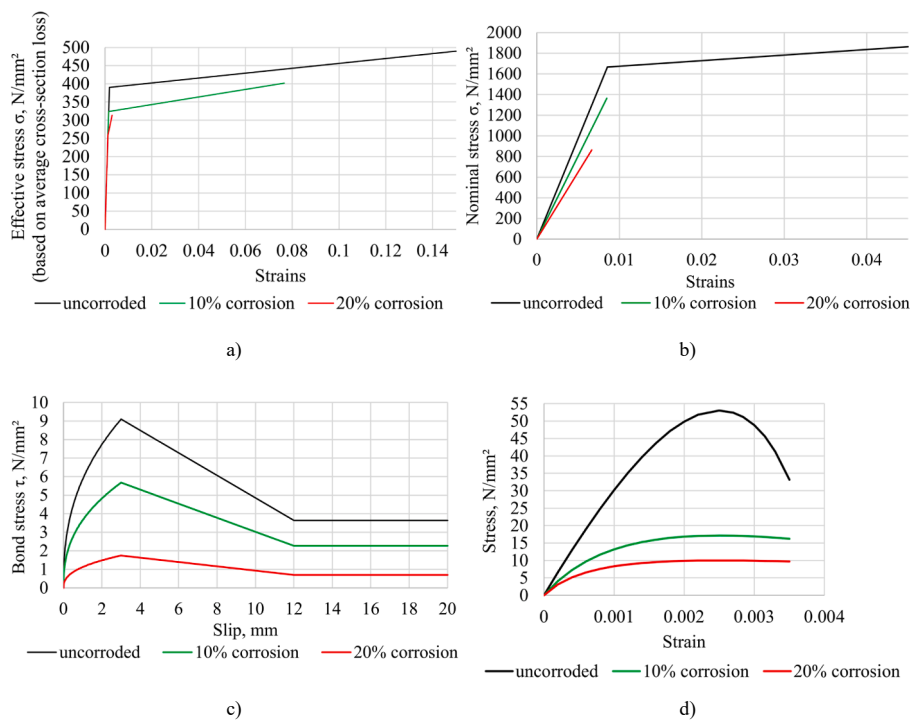 Effective stress σ, N/mm²
(based on average cross-section loss)
500
450
400
350
300
250
200
150
100
50
0
0 0.02 0.04 0.06 0.08 0.1 0.12 0.14
Strains
uncorroded 10% corrosion 20% corrosion
a)
Nominal stress σ, N/mm²
2000
1800
1600
1400
1200
1000
800
600
400
200
0
0 0.01 0.02 0.03 0.04
Strains
uncorroded 10% corrosion 20% corrosion
b)
Bond stress τ, N/mm²
10
9
8
7
6
5
4
3
2
1
0
0 2 4 6 8 10 12 14 16 18 20
Slip, mm
uncorroded 10% corrosion 20% corrosion
c)
Stress, N/mm²
55
50
45
40
35
30
25
20
15
10
5
0
0 0.001 0.002 0.003 0.004
Strain
uncorroded 10% corrosion 20% corrosion
d)